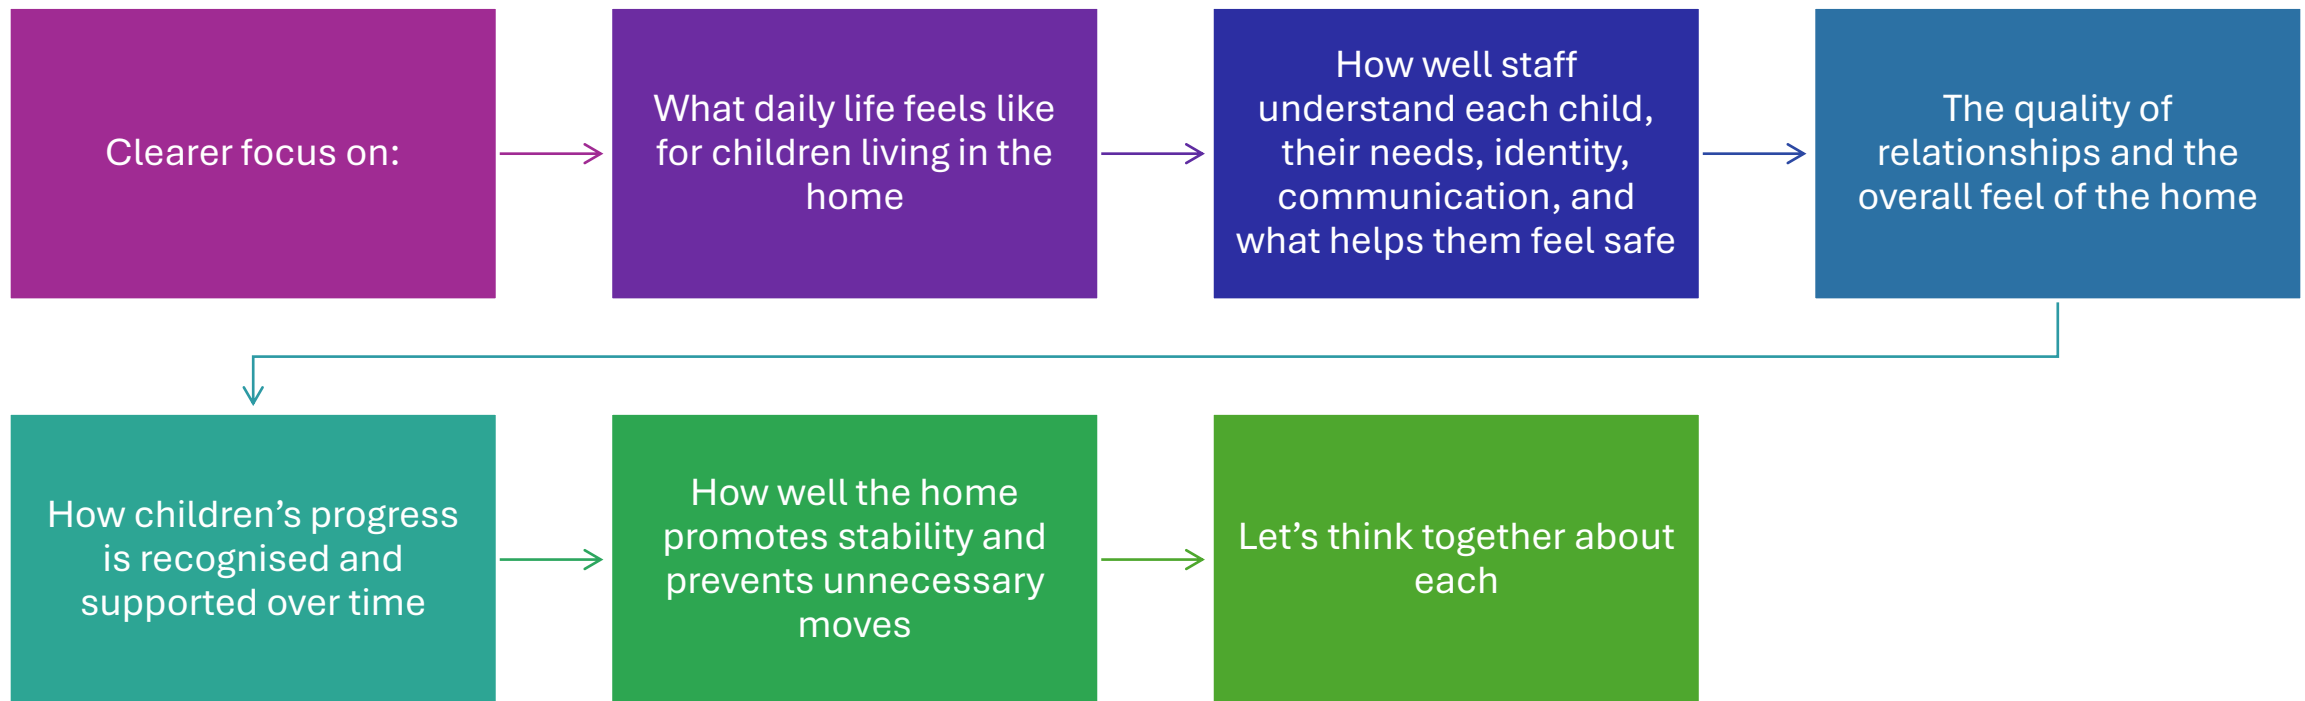 Clearer focus on:
What daily life feels like
for children living in the
home
How well staff
understand each child,
their needs, identity,
communication, and
what helps them feel safe
The quality of
relationships and the
overall feel of the home
How children’s progress
is recognised and
supported over time
How well the home
promotes stability and
prevents unnecessary
moves
Let’s think together about
each